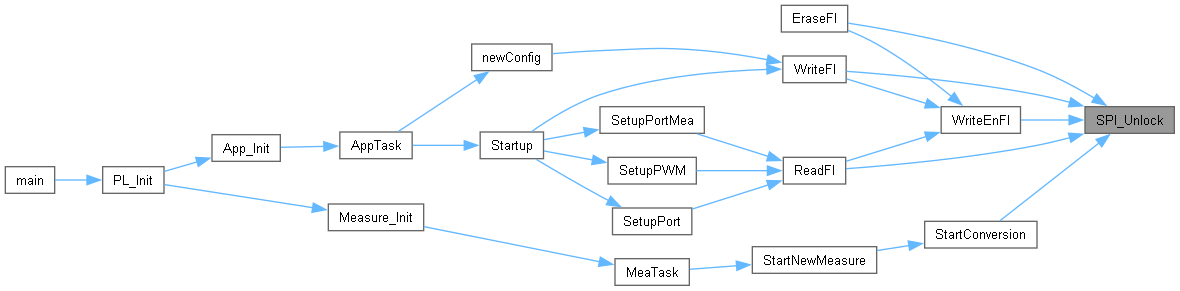 EraseFl
newConfig
WriteFl
SetupPortMea
WriteEnFl
SPI_Unlock
App_Init
AppTask
Startup
main
PL_Init
SetupPWM
ReadFl
Measure_Init
SetupPort
StartConversion
MeaTask
StartNewMeasure